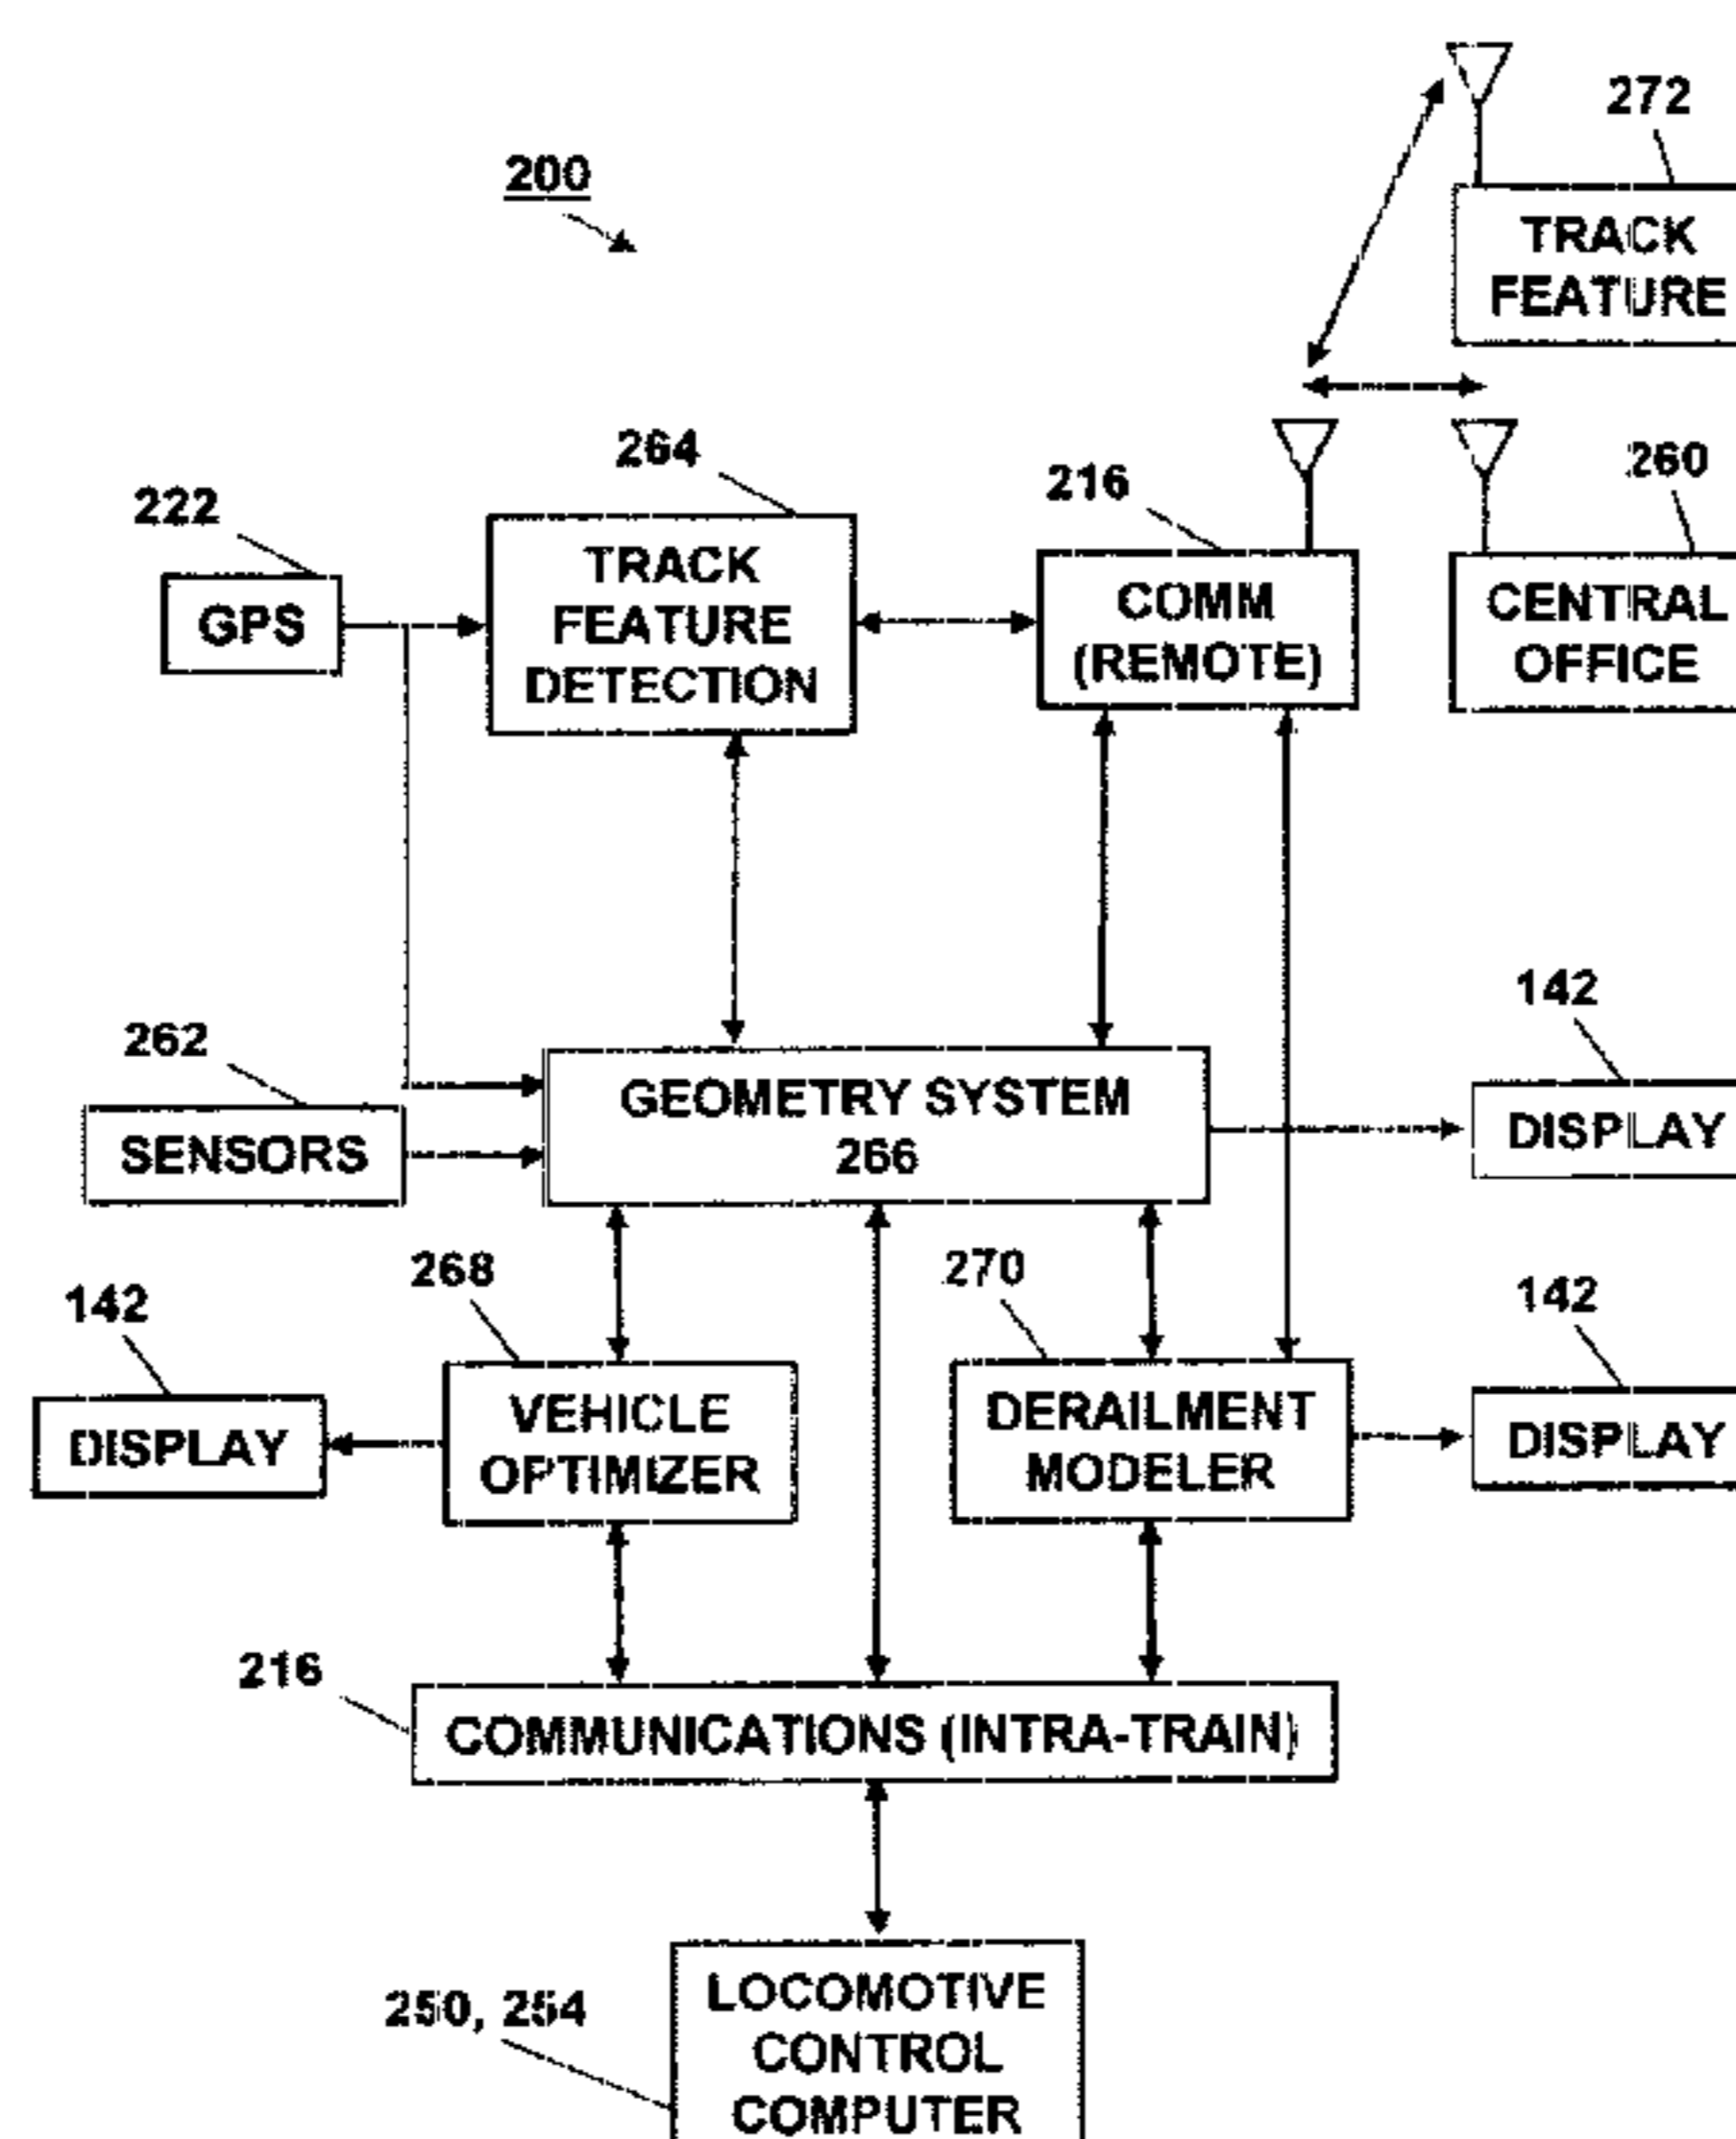 272
200
TRACK
FEATURE
264
216
260
222
TRACK
FEATURE
DETECTION
COMM
(REMOTE)
CENTRAL
OFFICE
GPS
142
262
GEOMETRY SYSTEM
266
DISPLAY
SENSORS
268
270
142
142
VEHICLE
OPTIMIZER
DERAILMENT
MODELER
DISPLAY
DISPLAY
216
COMMUNICATIONS (INTRA-TRAIN)
250, 254
LOCOMOTIVE
CONTROL
COMPUTER